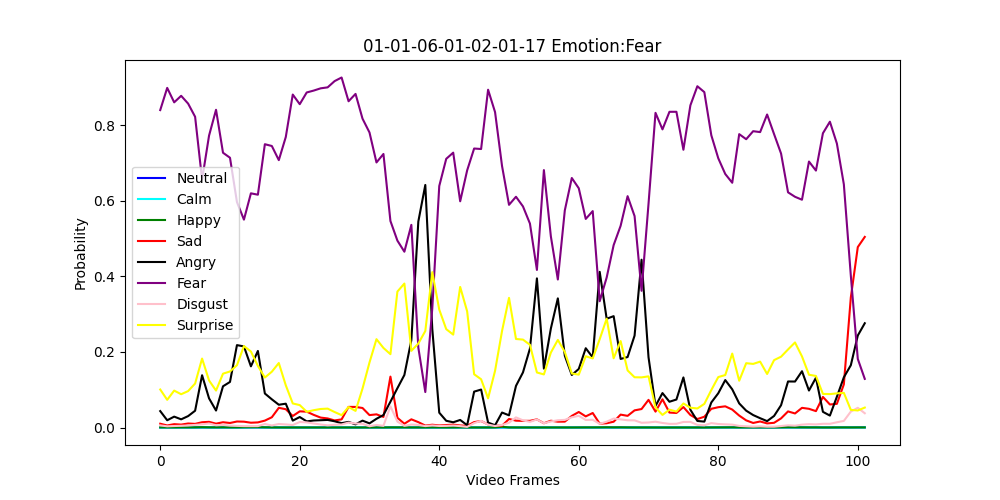 01-01-06-01-02-01-17 Emotion:Fear
Probability
0.8
0.6
0.4
0.2
0.0
Neutral
Calm
Happy
Sad
Angry
Fear
Disgust
Surprise
0 20 40 60 80 100
Video Frames